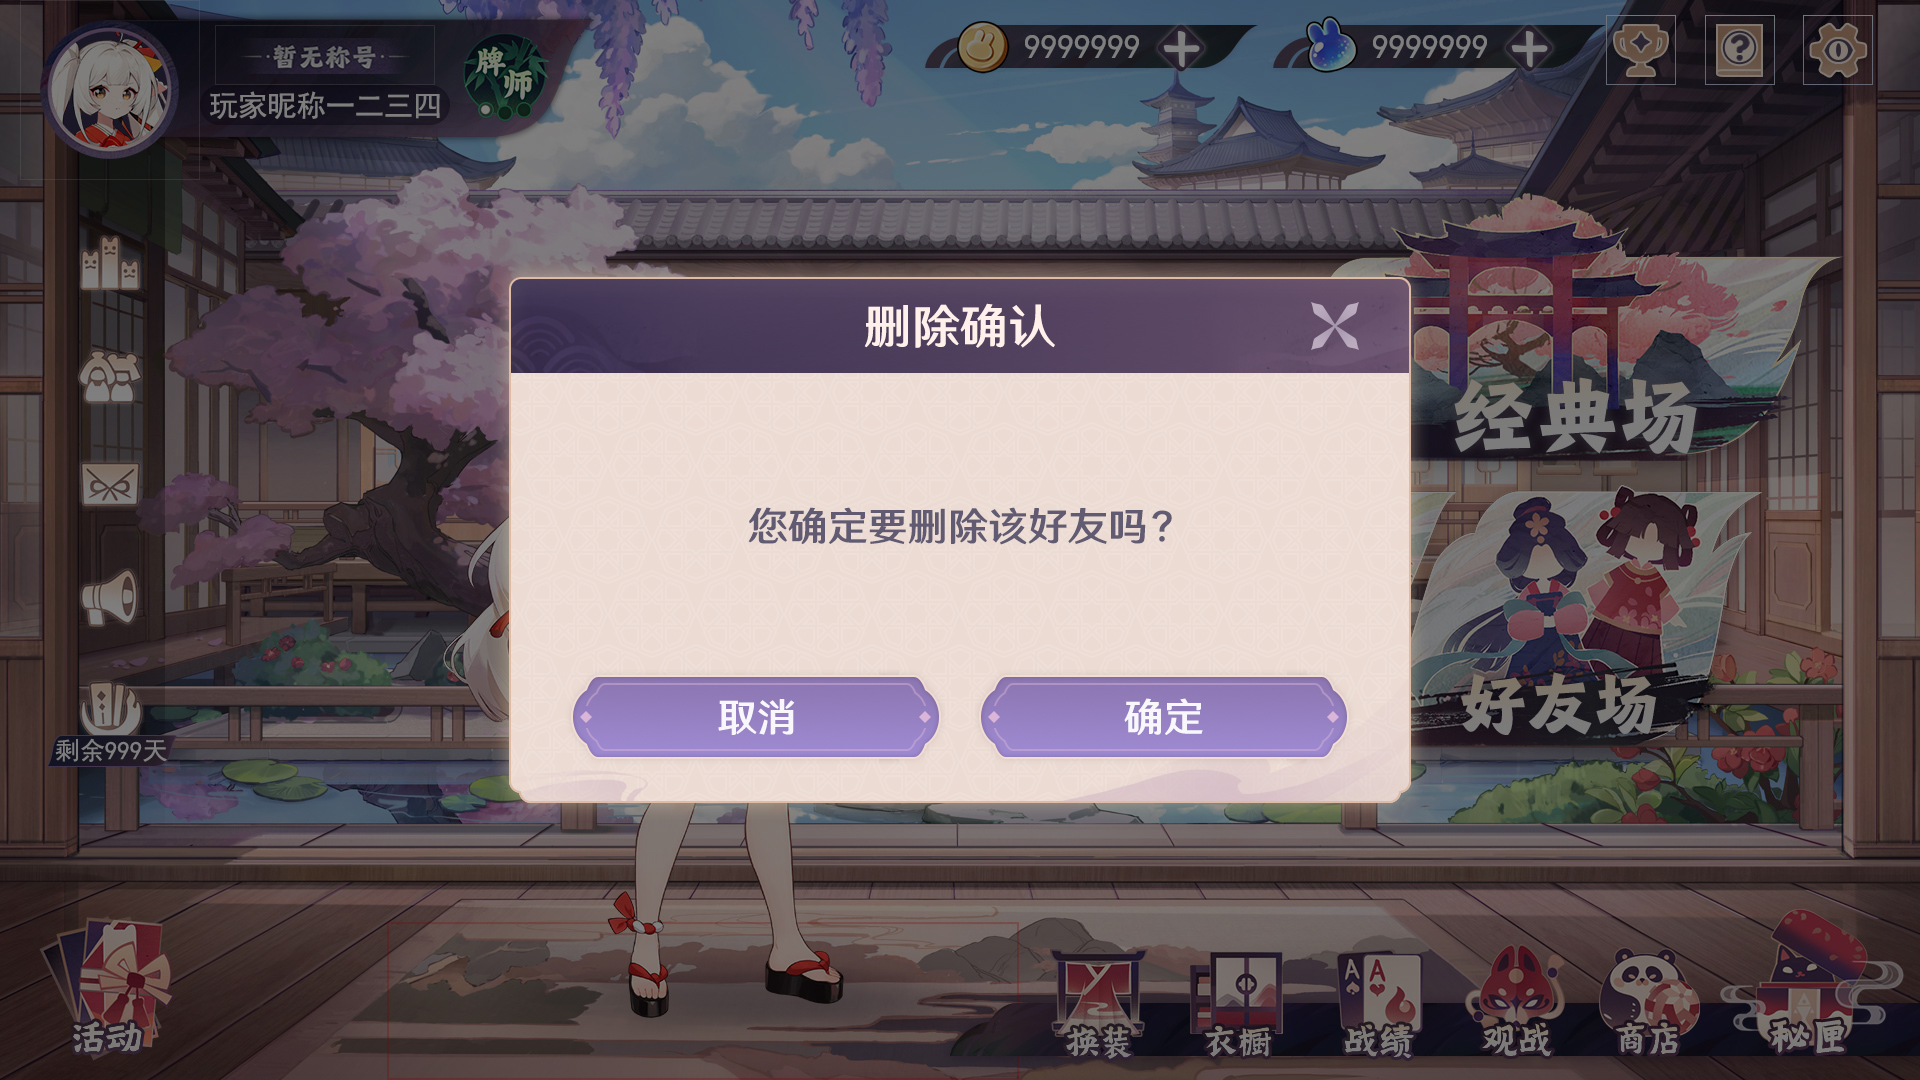 ·暂无称号·
玩家昵称一二三四
牌师
9999999
9999999
删除确认
您确定要删除该好友吗？
取消
确定
经典场
好友场
剩余999天
活动
换装
衣橱
A A
战绩
观战
商店
秘匣